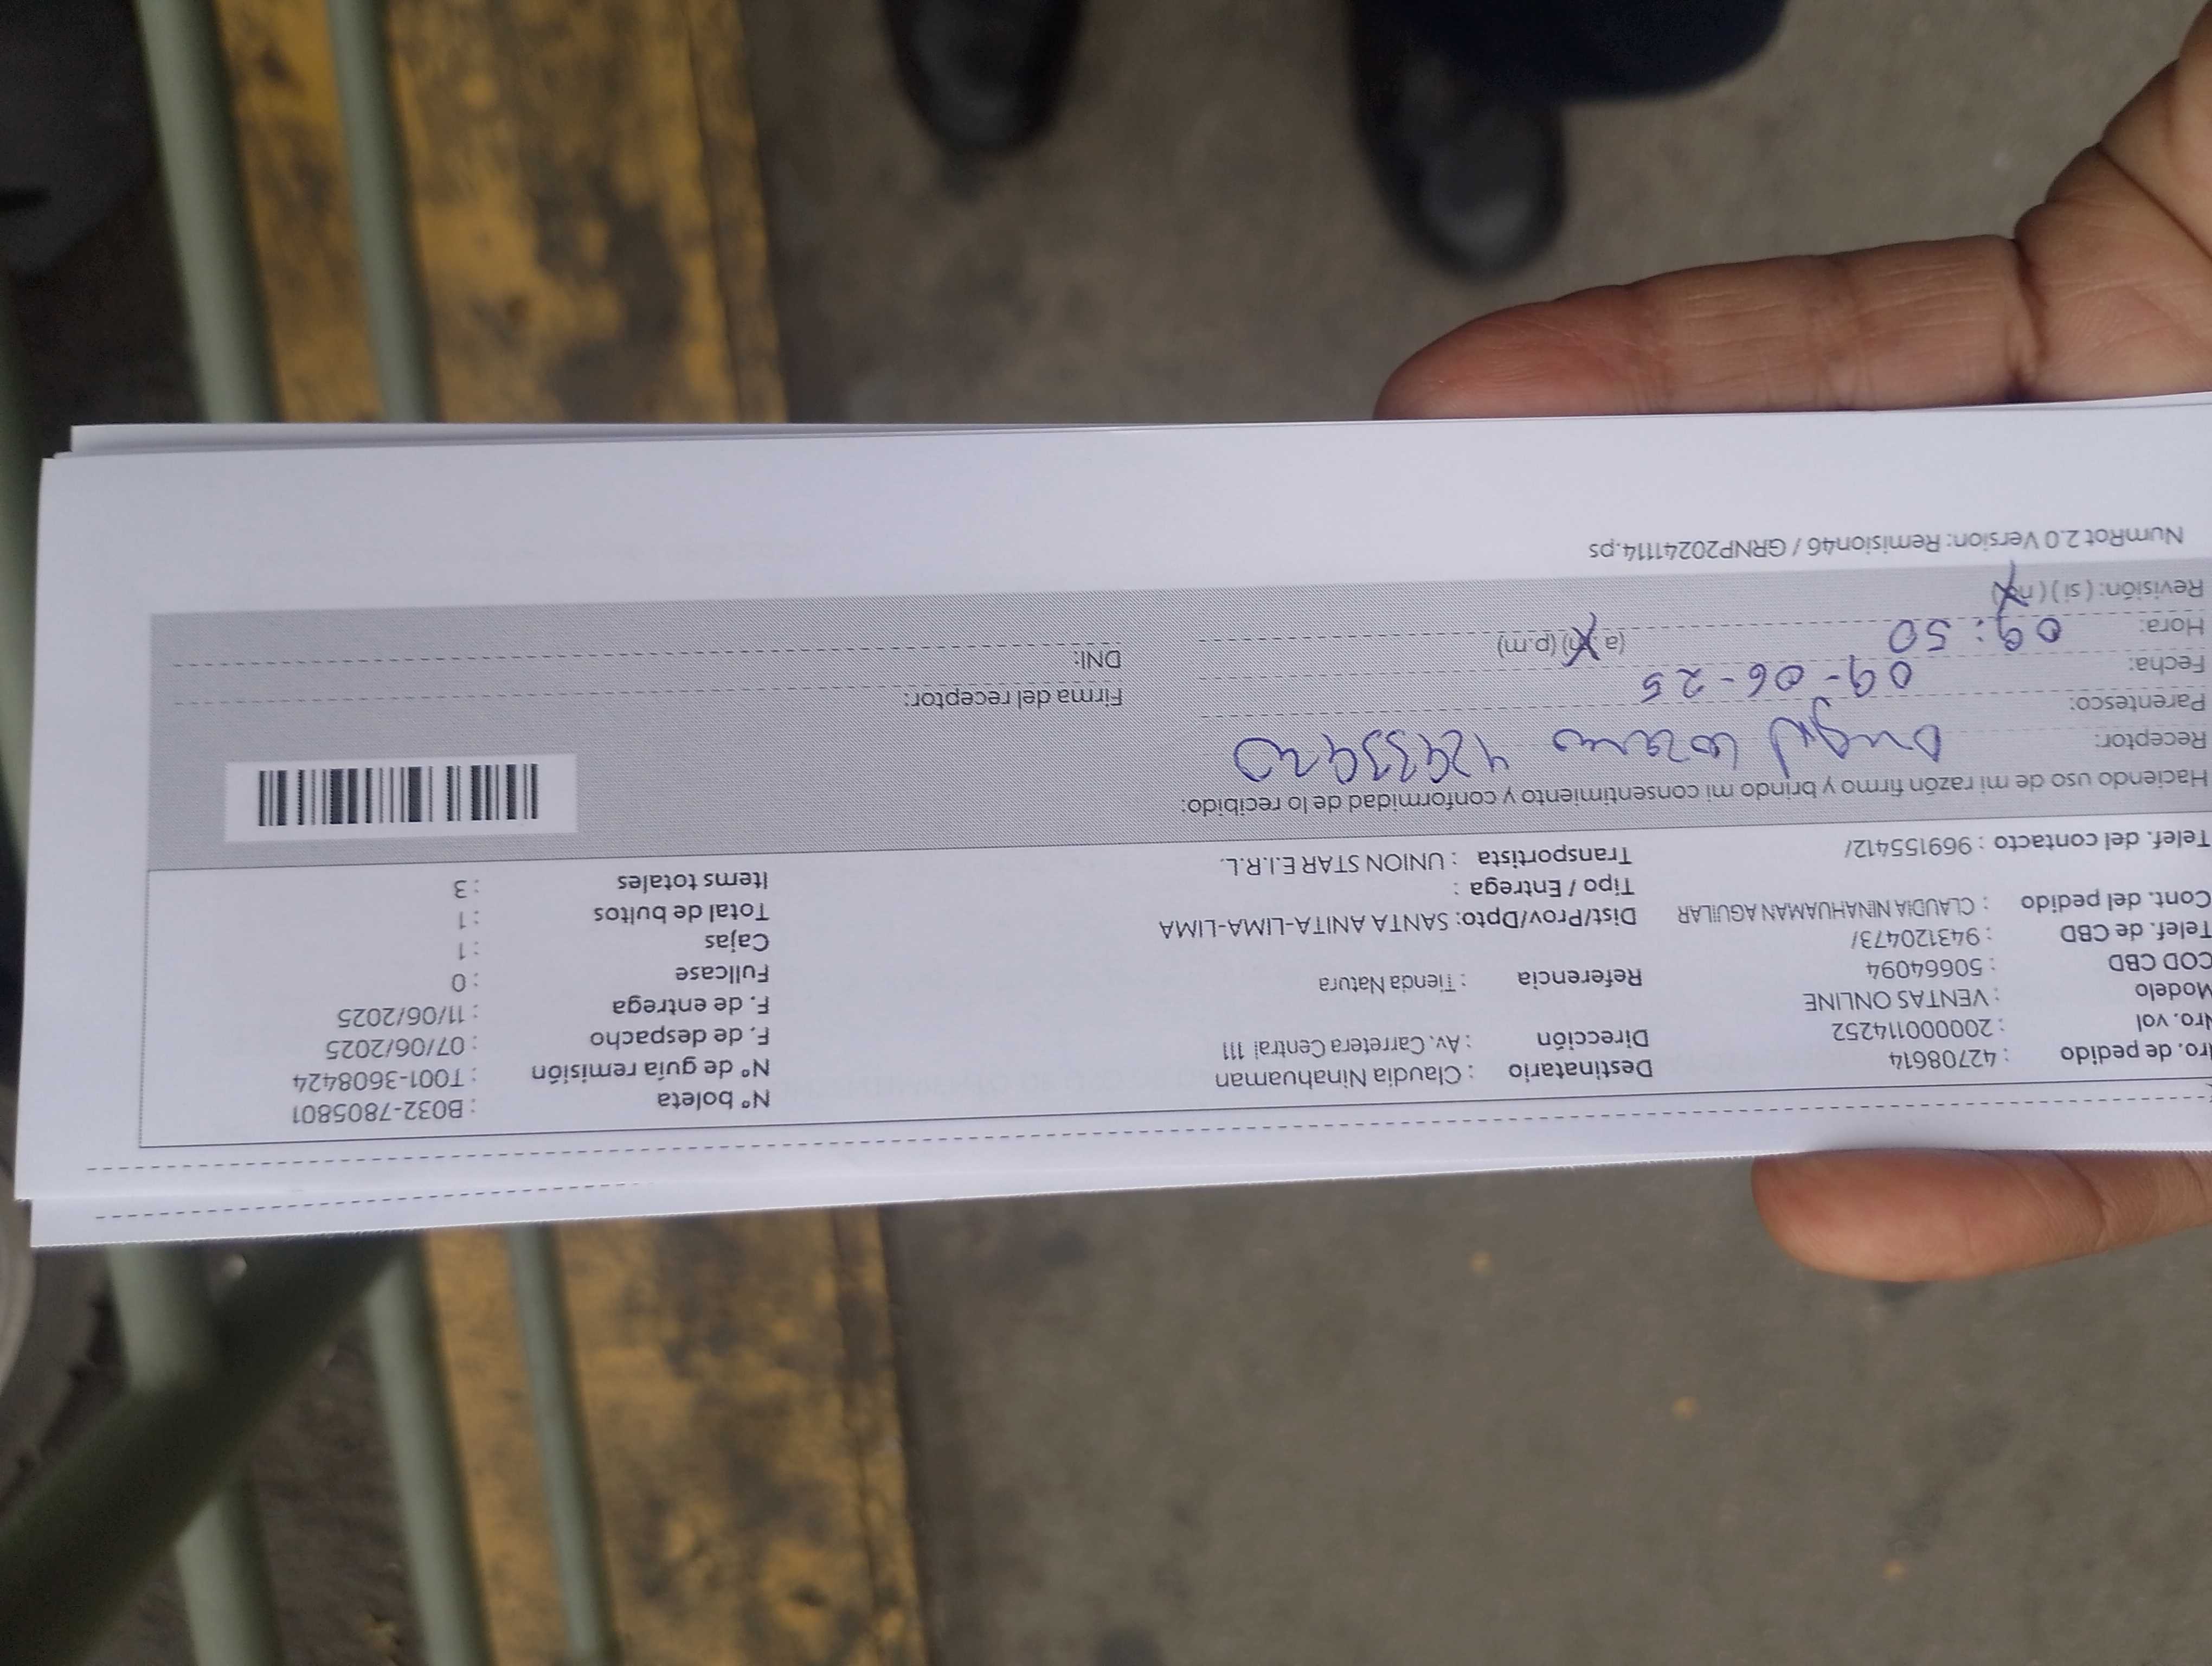 ro. de pedido : 42708614 Destinatario : Claudia Ninahuaman N° boleta : B032-7805801
Nro. vol : 2000000114252 Dirección : Av. Carretera Central 111 N° de guía remisión : T001-3608424
Modelo : VENTAS ONLINE F. de despacho : 07/06/2025
COD CBD : 50664094 Referencia : Tienda Natura F. de entrega : 11/06/2025
Telef. de CBD : 943120473/ Fullcase : 0
Cont. del pedido : CLAUDIA NINAHUAMAN AGUILAR Dist/Prov/Dpto: SANTA ANITA-LIMA-LIMA Cajas : 1
Tipo / Entrega : Total de bultos : 1
Telef. del contacto : 969155412/ Transportista : UNION STAR E.I.R.L. Items totales : 3
Haciendo uso de mi razón firmo y brindo mi consentimiento y conformidad de lo recibido:
Receptor: Angel Lozano
Parentesco: Firma del receptor:
Fecha: 09-06-25 DNI:
Hora: 09:50 (a.m) (p.m)
Revisión: (si) (no)
NumRot 2.0 Version: Remision46 / GRNP20241114.ps